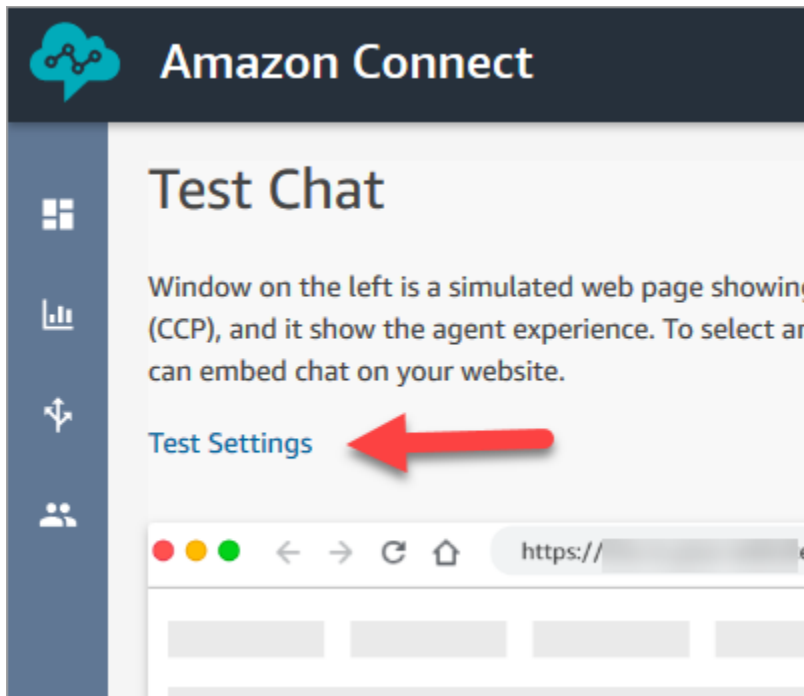 Amazon Connect
Test Chat
Window on the left is a simulated web page showing
(CCP), and it show the agent experience. To select
can embed chat on your website.
Test Settings
https://